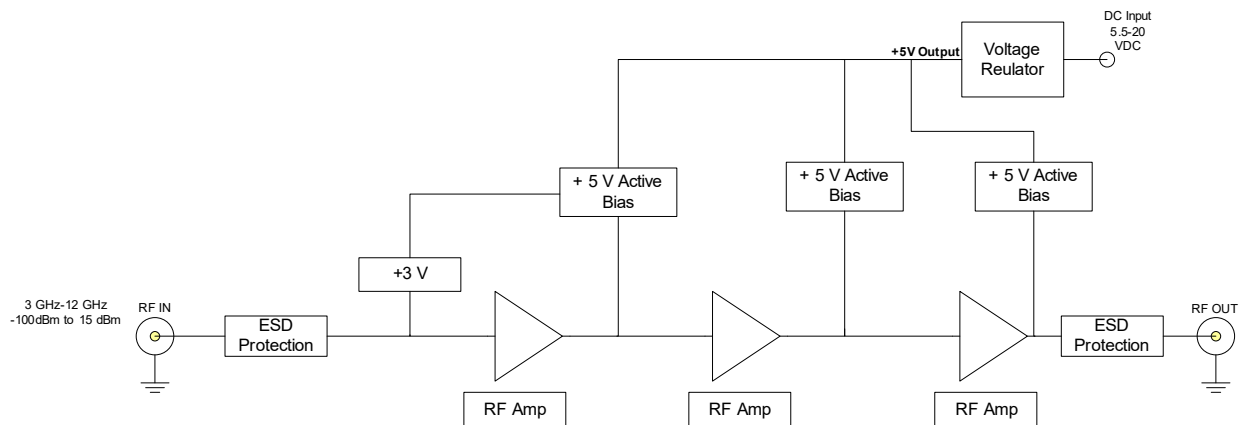 DC Input
5.5-20
VDC
+5V Output
Voltage
Reulator
+ 5 V Active
Bias
+ 5 V Active
Bias
+ 5 V Active
Bias
+3 V
3 GHz-12 GHz
-100dBm to 15 dBm
RF IN
ESD
Protection
ESD
Protection
RF OUT
RF Amp
RF Amp
RF Amp